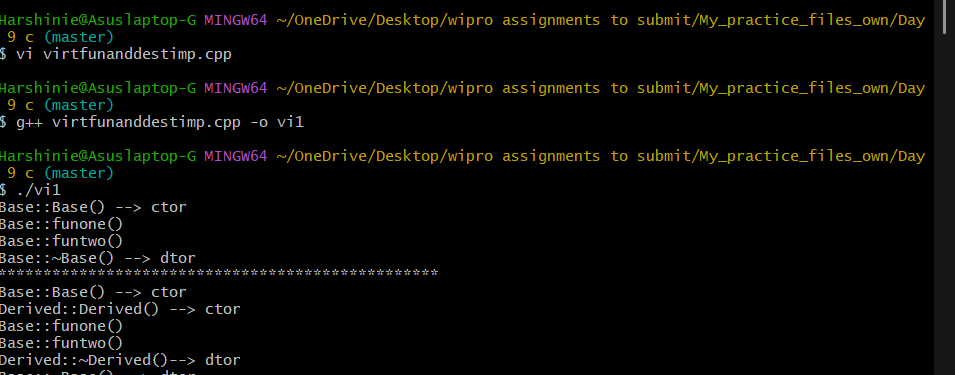 Harshinie@Asuslaptop-G MINGW64 ~/OneDrive/Desktop/wipro assignments to submit/My_practice_files_own/Day
 9 c (master)
$ vi virtfunanddestimp.cpp

Harshinie@Asuslaptop-G MINGW64 ~/OneDrive/Desktop/wipro assignments to submit/My_practice_files_own/Day
 9 c (master)
$ g++ virtfunanddestimp.cpp -o vi1

Harshinie@Asuslaptop-G MINGW64 ~/OneDrive/Desktop/wipro assignments to submit/My_practice_files_own/Day
 9 c (master)
$ ./vi1
Base::Base() --> ctor
Base::funone()
Base::funtwo()
Base::~Base() --> dtor
*************************************************
Base::Base() --> ctor
Derived::Derived() --> ctor
Base::funone()
Base::funtwo()
Derived::~Derived()--> dtor
Base::~Base() --> dtor